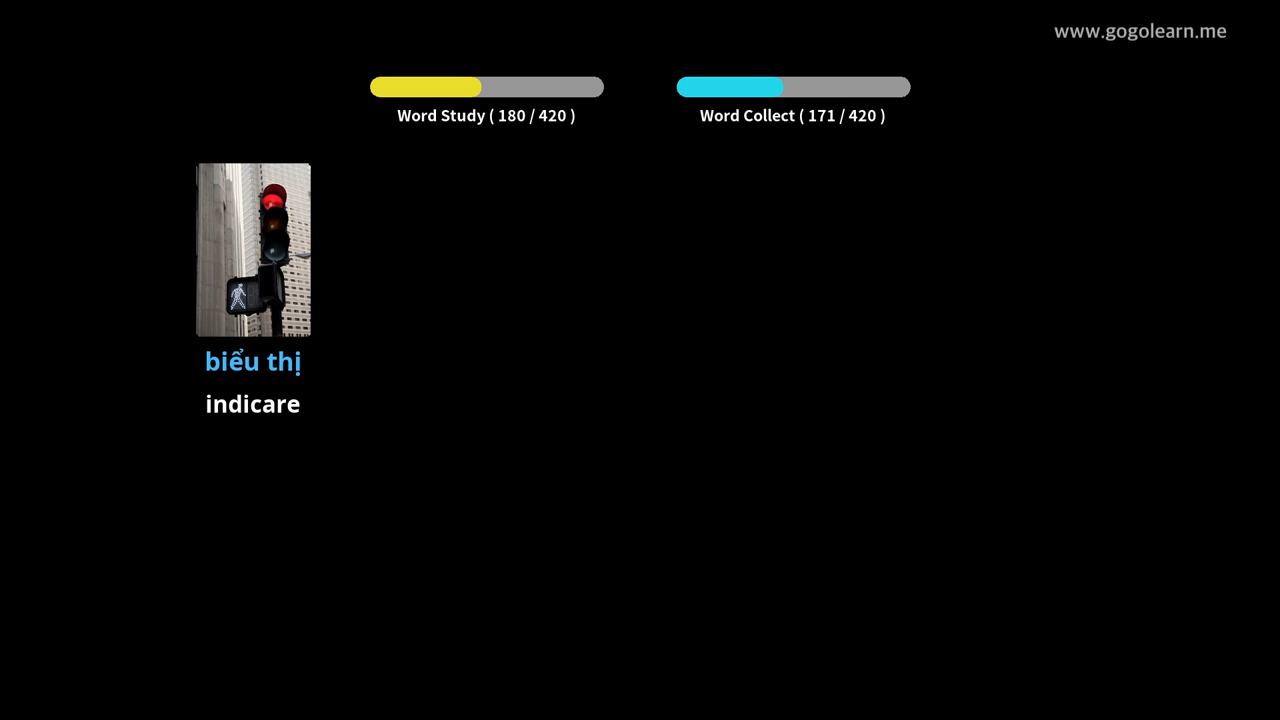 www.gogolearn.me
Word Study ( 180 / 420 )
Word Collect ( 171 / 420 )
biểu thị
indicare